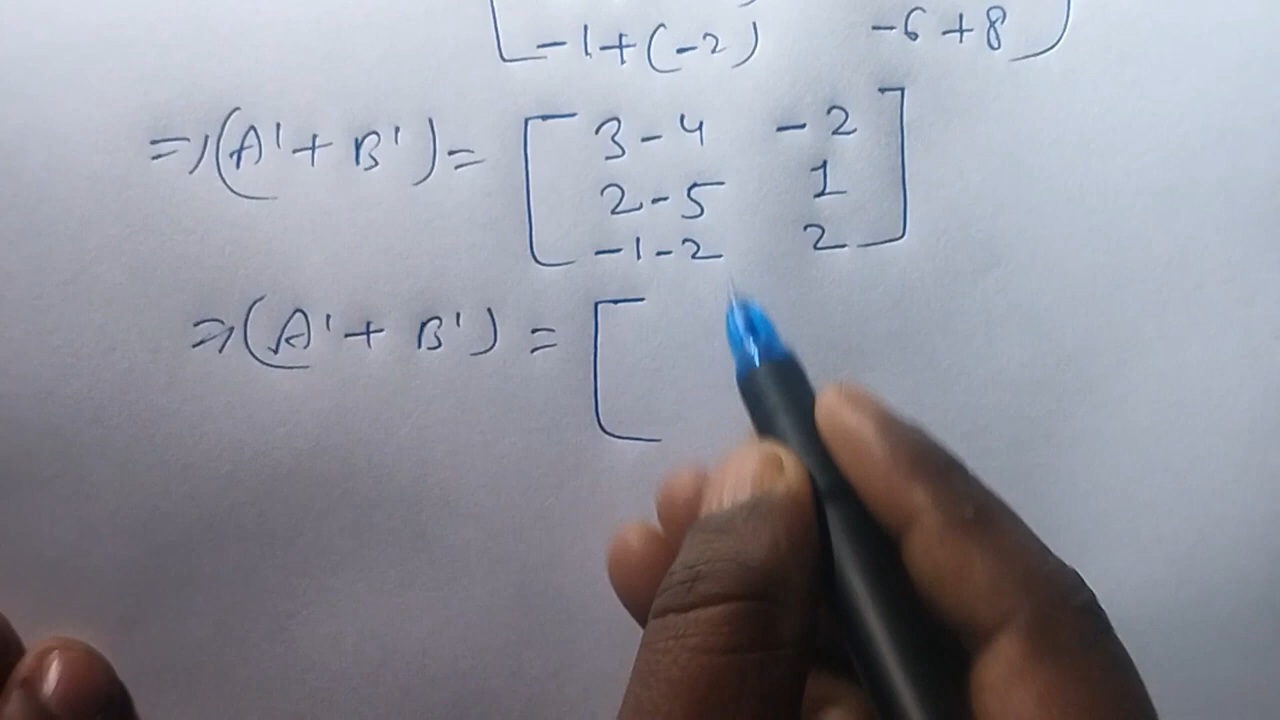 -1+(-2) -6+8
⇒(A'+B')= [ 3-4 -2
2-5 1
-1-2 2 ]
⇒(A'+B') = [